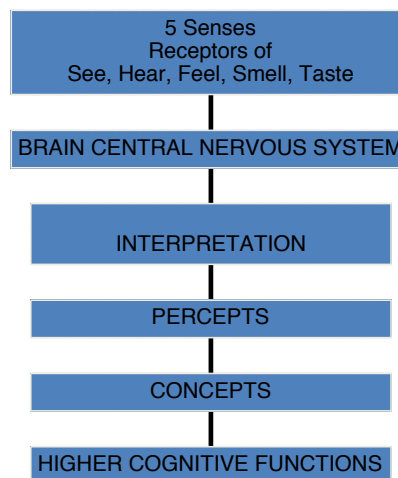 5 Senses
Receptors of
See, Hear, Feel, Smell, Taste
BRAIN CENTRAL NERVOUS SYSTEM
INTERPRETATION
PERCEPTS
CONCEPTS
HIGHER COGNITIVE FUNCTIONS